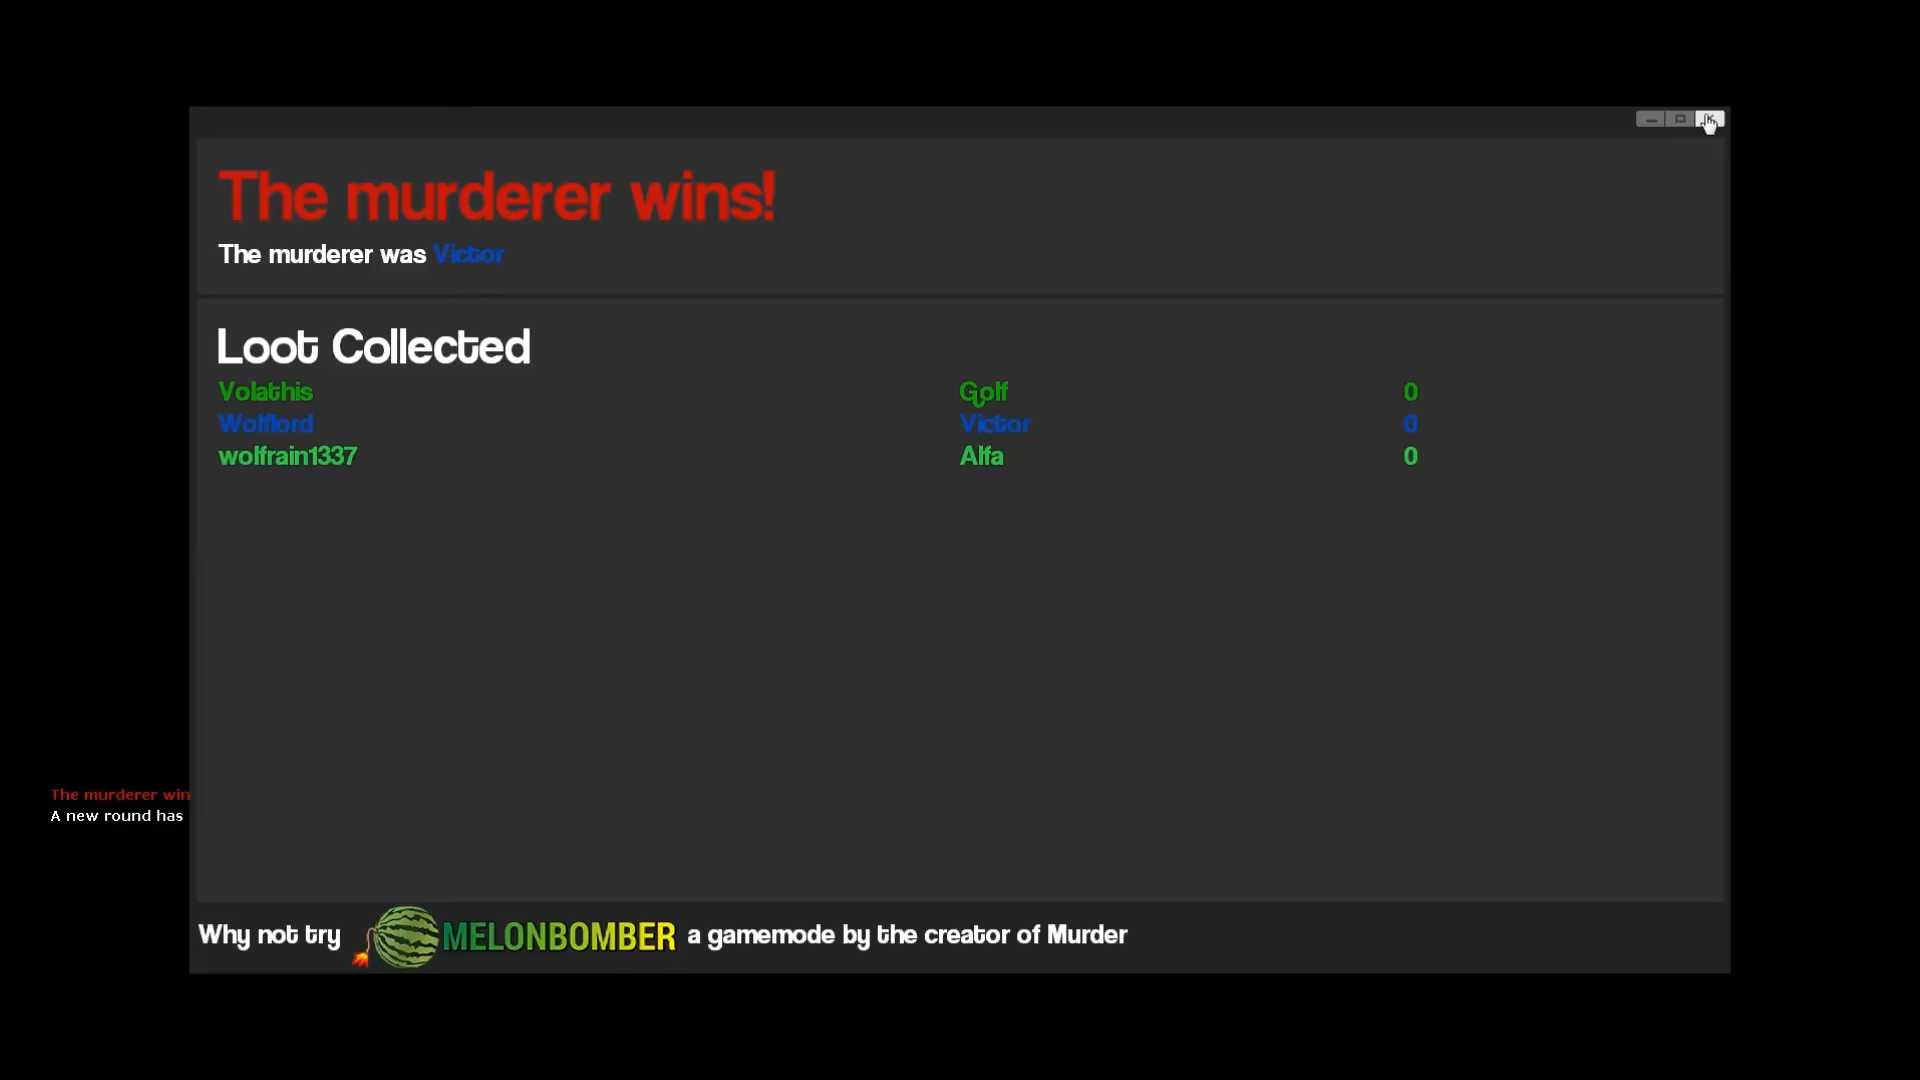 The murderer wins!
The murderer was Victor
Loot Collected
Volathis Golf 0
Wolflord Victor 0
wolfrain1337 Alfa 0
The murderer win
A new round has
Why not try MELONBOMBER a gamemode by the creator of Murder